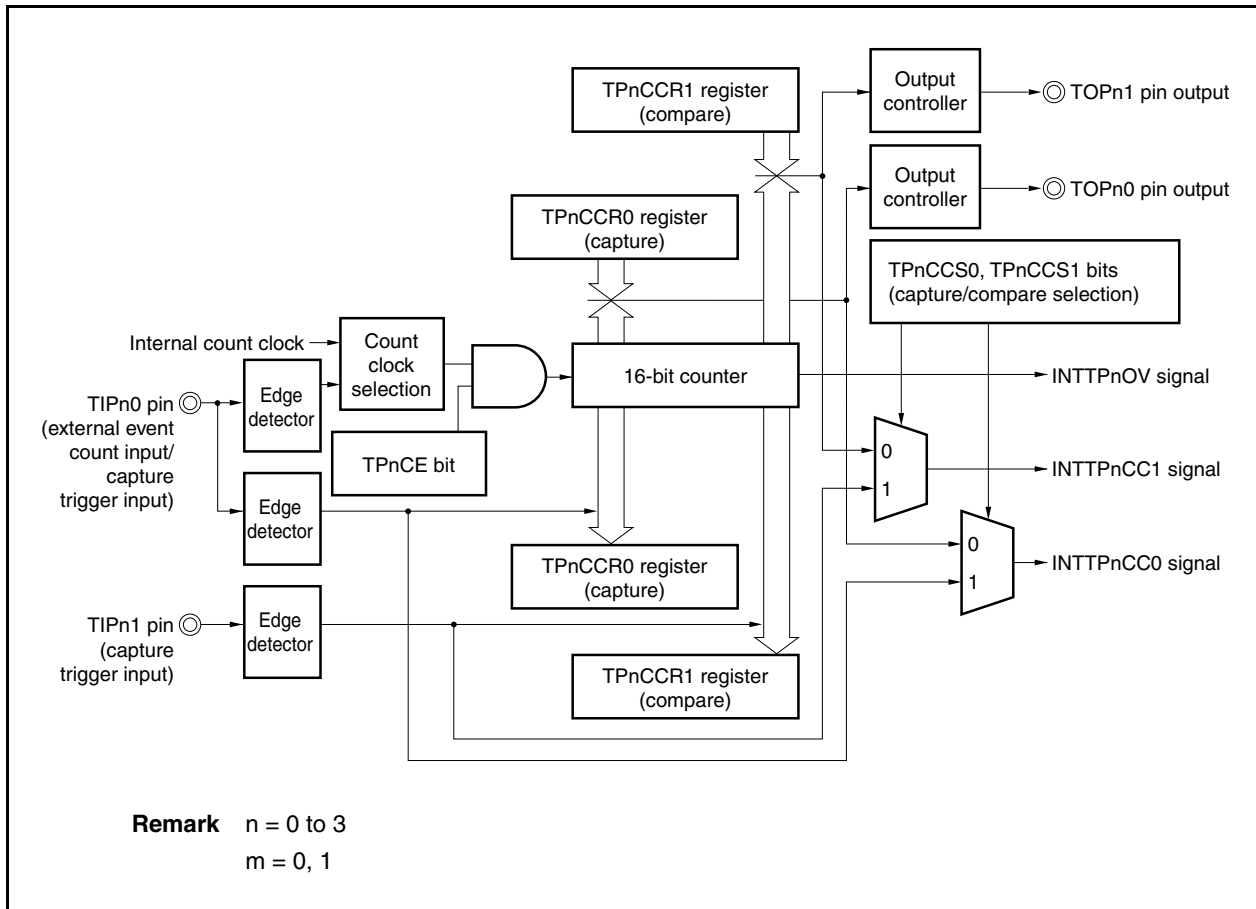 TPnCCR1 register
(compare)
Output
controller
TOPn1 pin output
Output
controller
TOPn0 pin output
TPnCCR0 register
(capture)
TPnCCS0, TPnCCS1 bits
(capture/compare selection)
Internal count clock
Count
clock
selection
16-bit counter
INTTPnOV signal
TIPn0 pin
(external event
count input/
capture
trigger input)
Edge
detector
TPnCE bit
0
1
INTTPnCC1 signal
Edge
detector
TPnCCR0 register
(capture)
0
1
INTTPnCC0 signal
TIPn1 pin
(capture
trigger input)
Edge
detector
TPnCCR1 register
(compare)
Remark n = 0 to 3
m = 0, 1